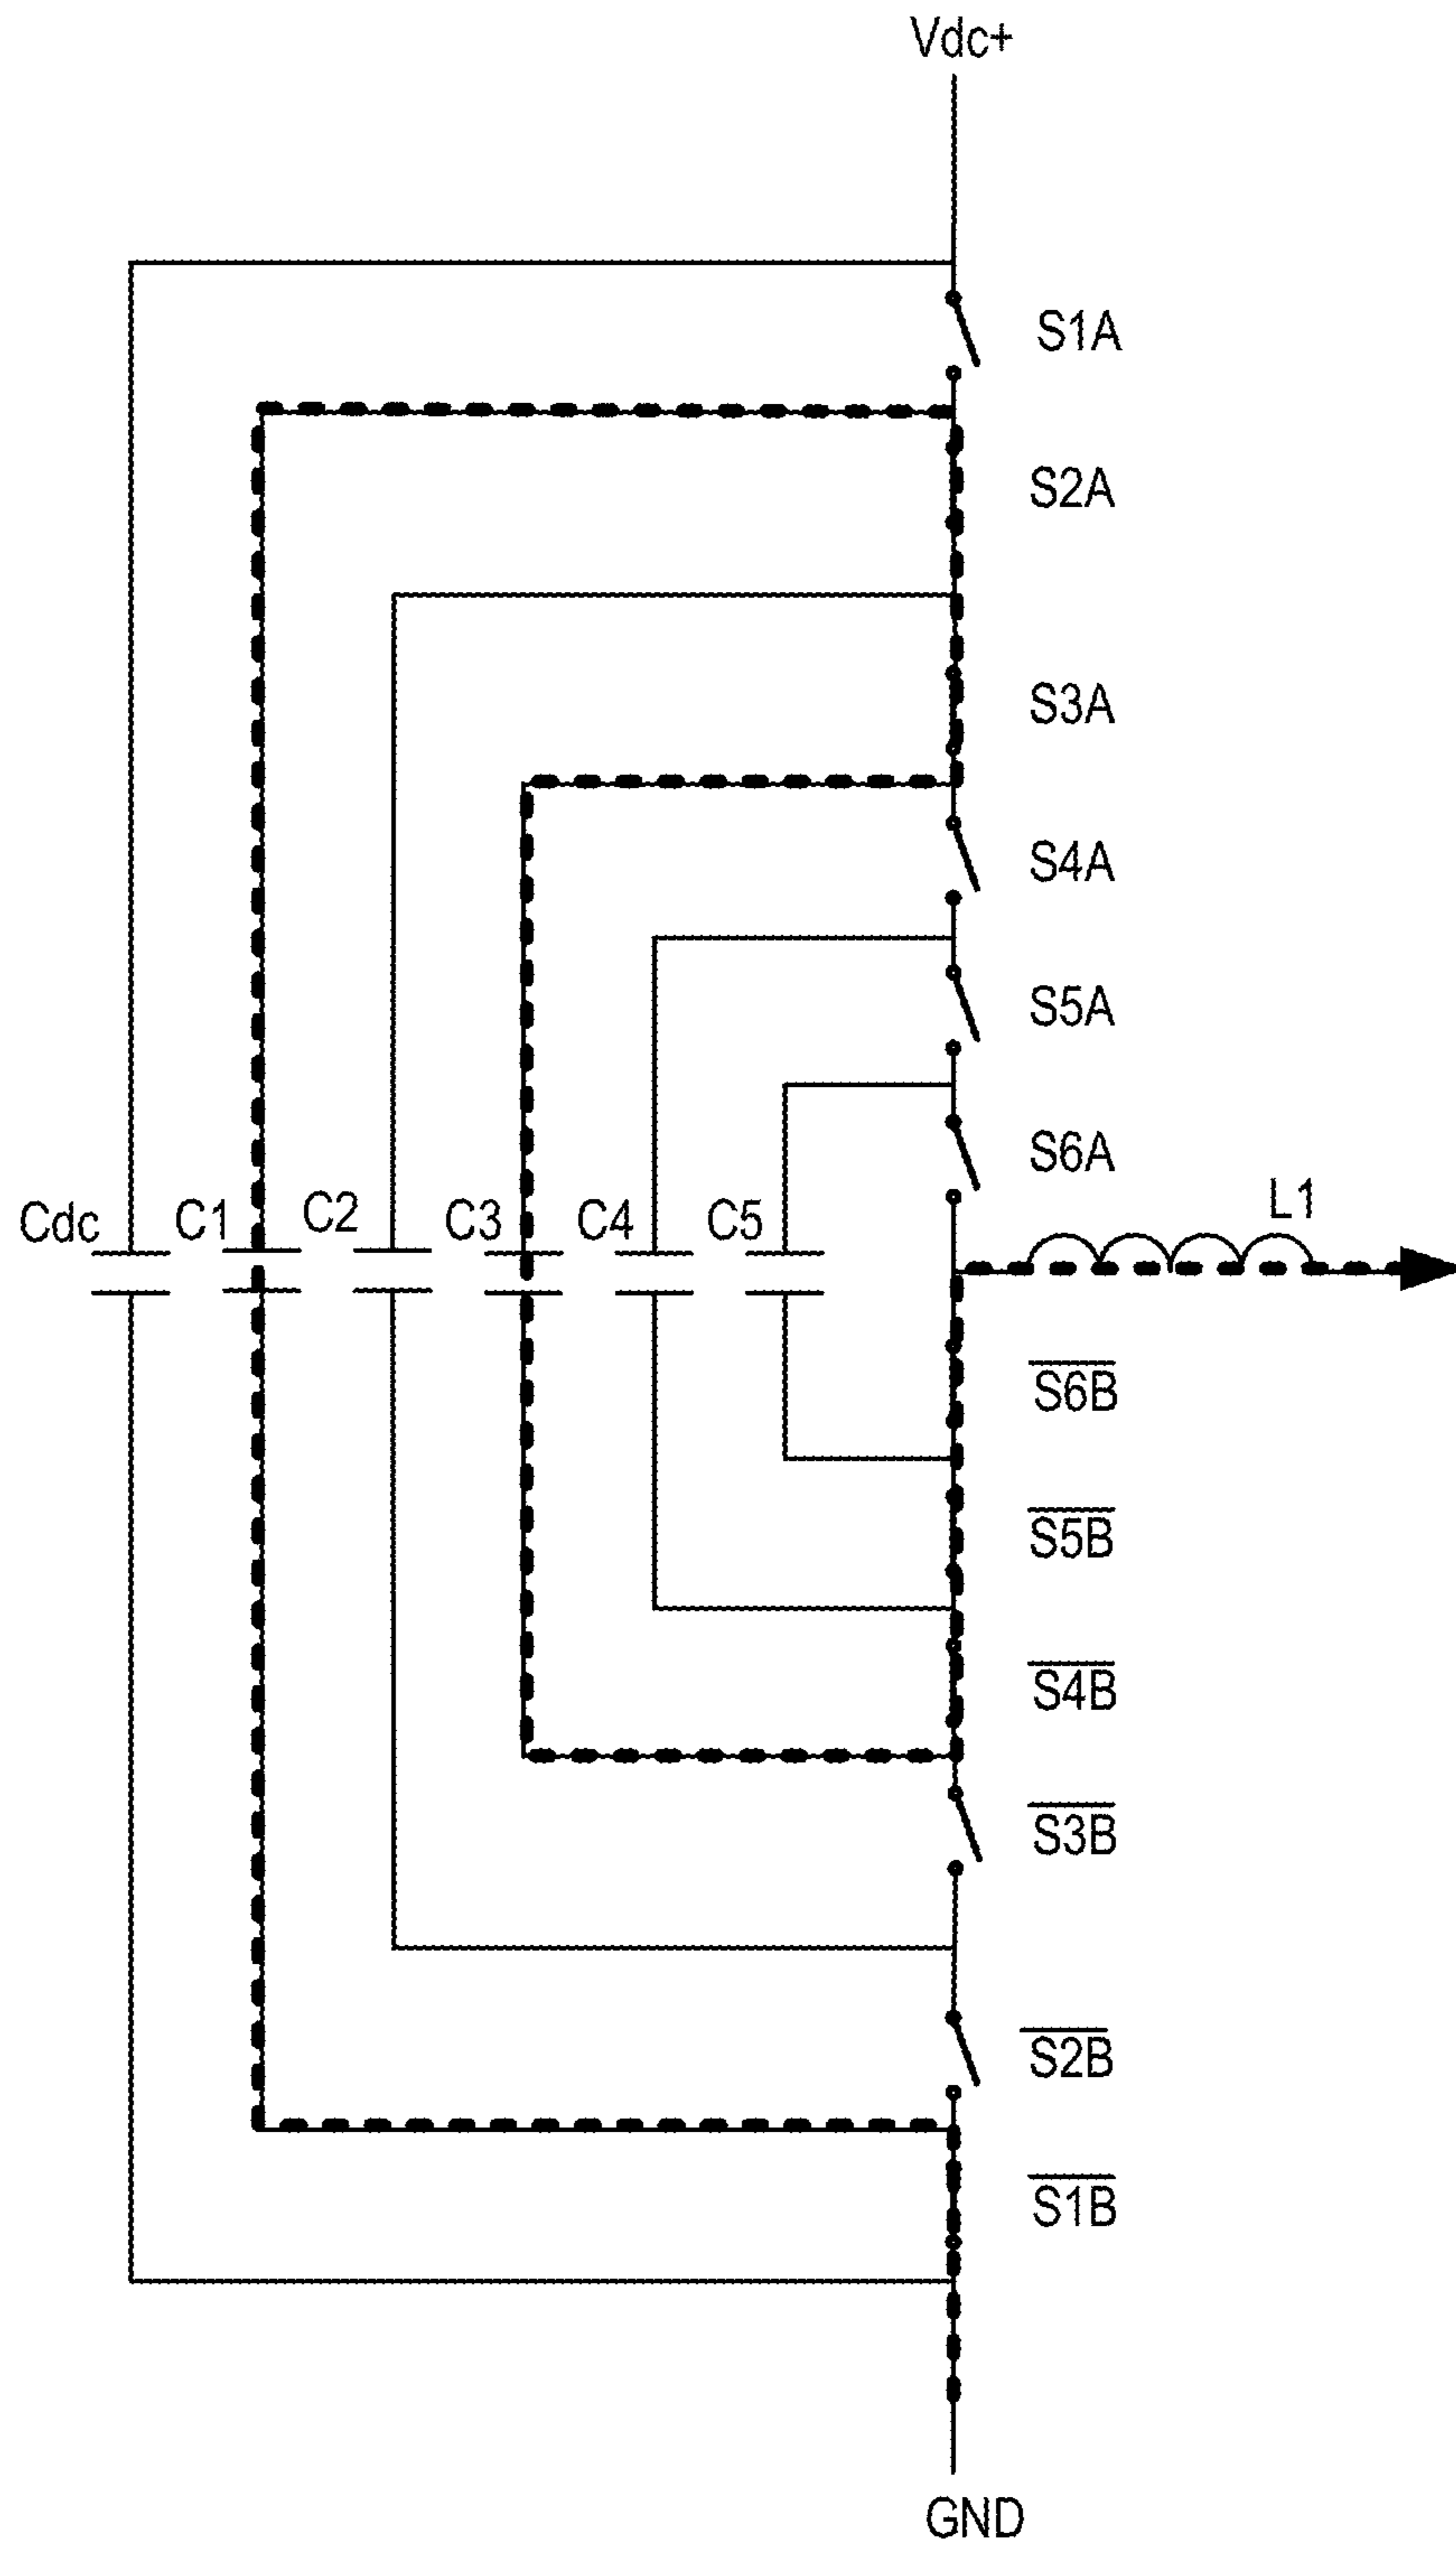 Vdc+
S1A
S2A
S3A
S4A
S5A
S6A
Cdc C1 C2 C3 C4 C5 L1
S6B
S5B
S4B
S3B
S2B
S1B
GND